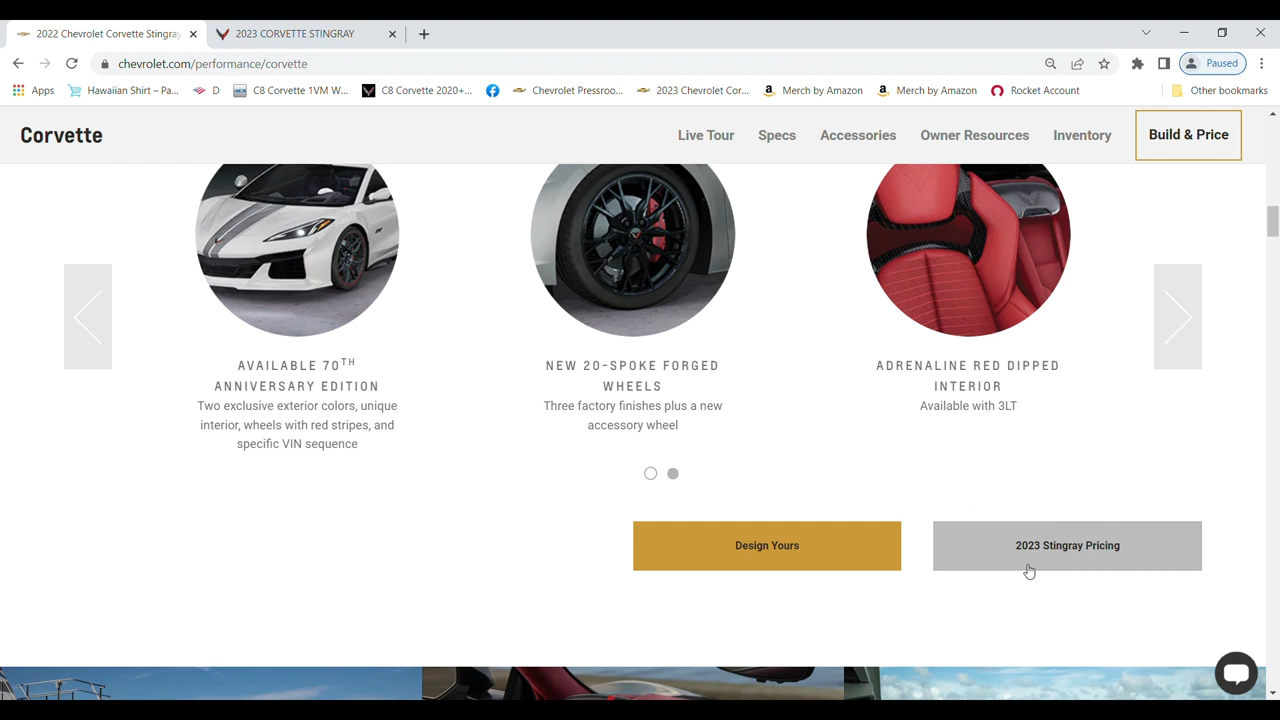 2022 Chevrolet Corvette Stingray
2023 CORVETTE STINGRAY
chevrolet.com/performance/corvette
Paused
Apps
Hawaiian Shirt – Pa...
D
C8 Corvette 1VM W...
C8 Corvette 2020+...
Chevrolet Pressroo...
2023 Chevrolet Cor...
Merch by Amazon
Merch by Amazon
Rocket Account
Other bookmarks
Corvette
Live Tour
Specs
Accessories
Owner Resources
Inventory
Build & Price
AVAILABLE 70TH
ANNIVERSARY EDITION
Two exclusive exterior colors, unique
interior, wheels with red stripes, and
specific VIN sequence
NEW 20-SPOKE FORGED
WHEELS
Three factory finishes plus a new
accessory wheel
ADRENALINE RED DIPPED
INTERIOR
Available with 3LT
Design Yours
2023 Stingray Pricing